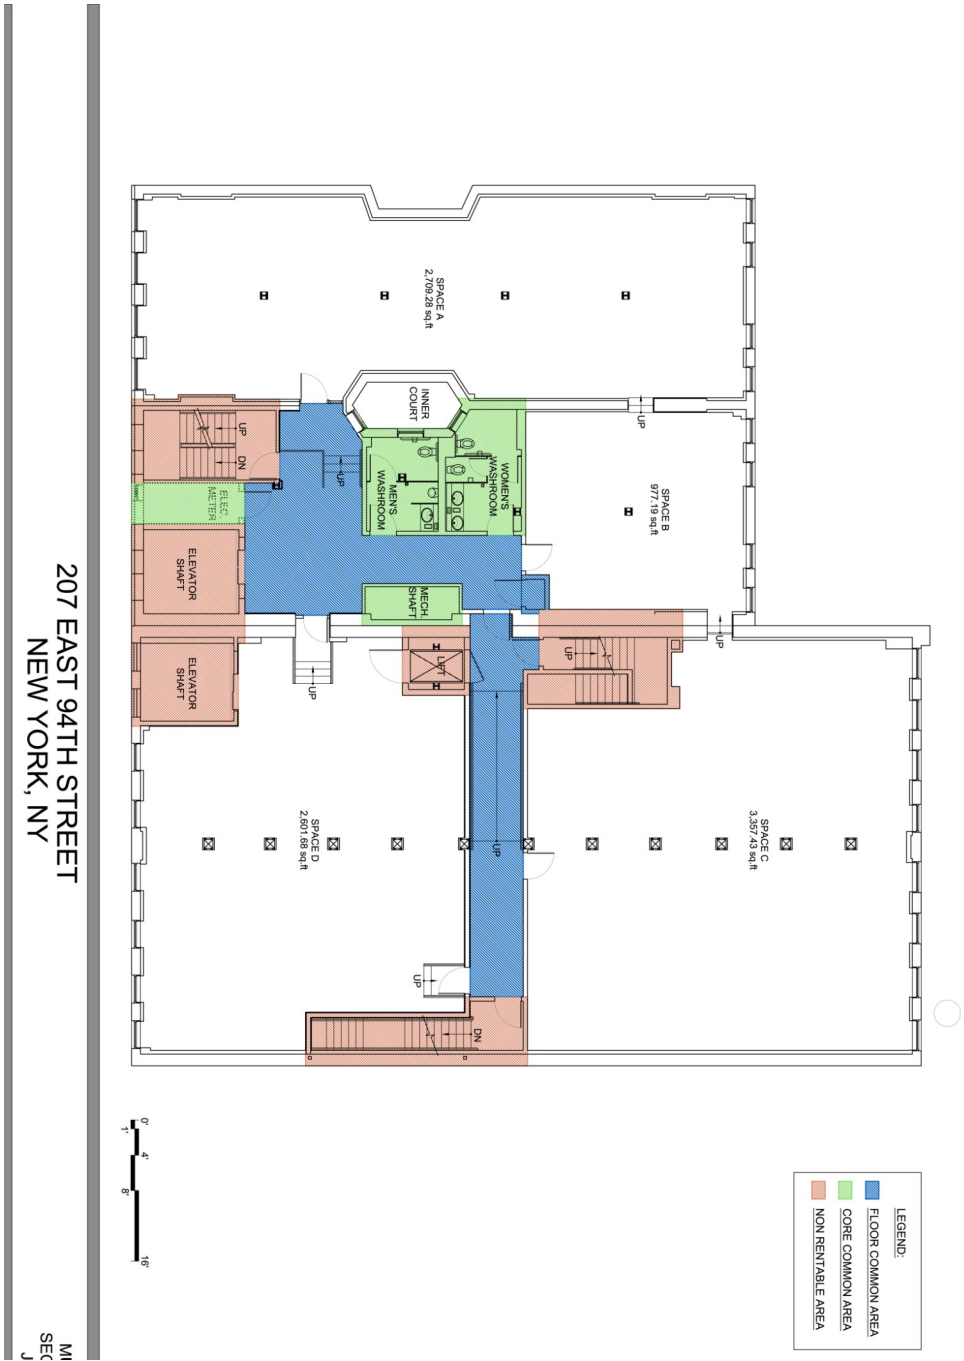 SPACE A
2,709.28 sq.ft
INNER
COURT
UP
SPACE B
977.19 sq.ft
UP
WOMEN'S
WASHROOM
MEN'S
WASHROOM
UP
UP
DN
ELEC.
METER
ELEVATOR
SHAFT
MECH.
SHAFT
UP
ELEVATOR
SHAFT
UP
LIFT
UP
SPACE C
3,357.43 sq.ft
SPACE D
2,601.68 sq.ft
UP
UP
DN
0'
1'
4'
8'
16'
LEGEND:
FLOOR COMMON AREA
CORE COMMON AREA
NON RENTABLE AREA
207 EAST 94TH STREET
NEW YORK, NY